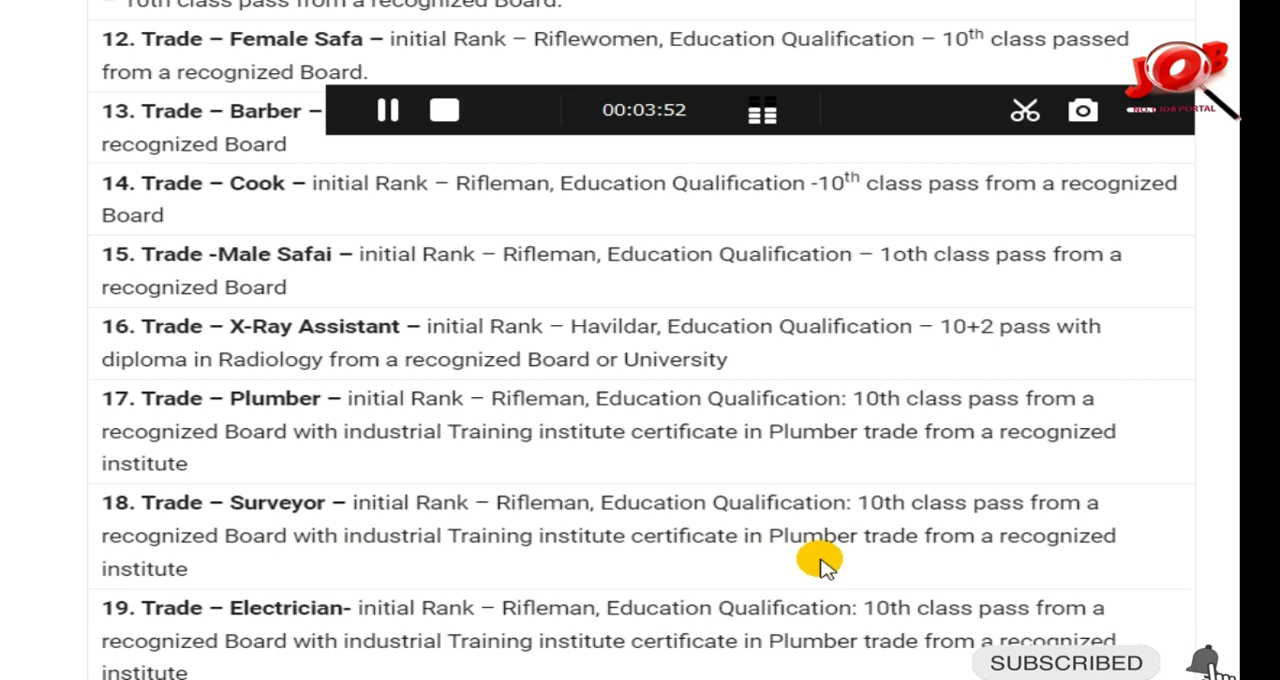 – 10th class pass from a recognized Board.
12. Trade – Female Safa – initial Rank – Riflewomen, Education Qualification – 10th class passed
from a recognized Board.
13. Trade – Barber –
00:03:52
JOB
NO.1 JOB PORTAL
recognized Board
14. Trade – Cook – initial Rank – Rifleman, Education Qualification -10th class pass from a recognized
Board
15. Trade -Male Safai – initial Rank – Rifleman, Education Qualification – 1oth class pass from a
recognized Board
16. Trade – X-Ray Assistant – initial Rank – Havildar, Education Qualification – 10+2 pass with
diploma in Radiology from a recognized Board or University
17. Trade – Plumber – initial Rank – Rifleman, Education Qualification: 10th class pass from a
recognized Board with industrial Training institute certificate in Plumber trade from a recognized
institute
18. Trade – Surveyor – initial Rank – Rifleman, Education Qualification: 10th class pass from a
recognized Board with industrial Training institute certificate in Plumber trade from a recognized
institute
19. Trade – Electrician- initial Rank – Rifleman, Education Qualification: 10th class pass from a
recognized Board with industrial Training institute certificate in Plumber trade from a recognized
institute
SUBSCRIBED